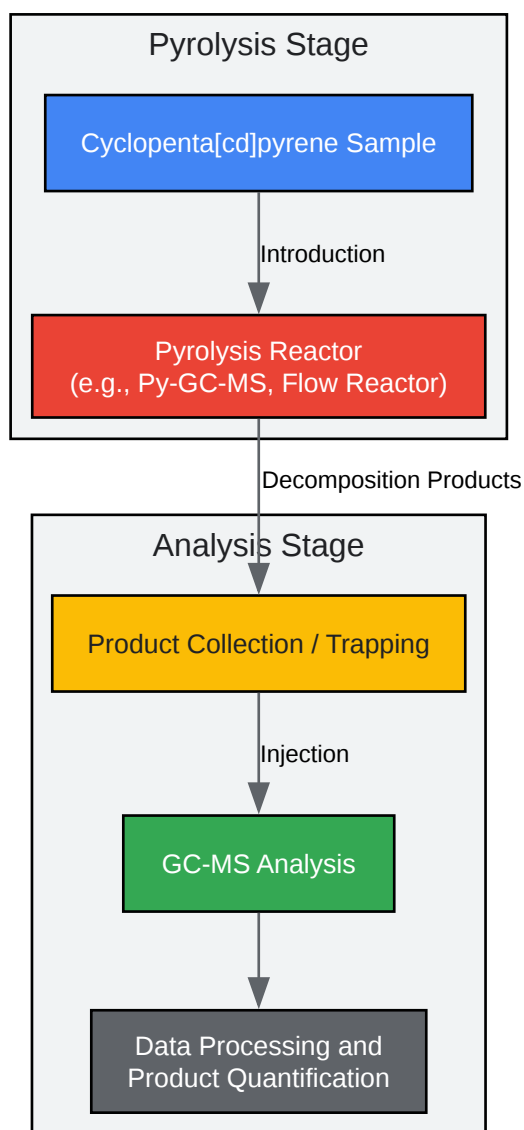 Pyrolysis Stage
Cyclopenta[cd]pyrene Sample
Introduction
Pyrolysis Reactor
(e.g., Py-GC-MS, Flow Reactor)
Decomposition Products
Analysis Stage
Product Collection / Trapping
Injection
GC-MS Analysis
Data Processing and
Product Quantification